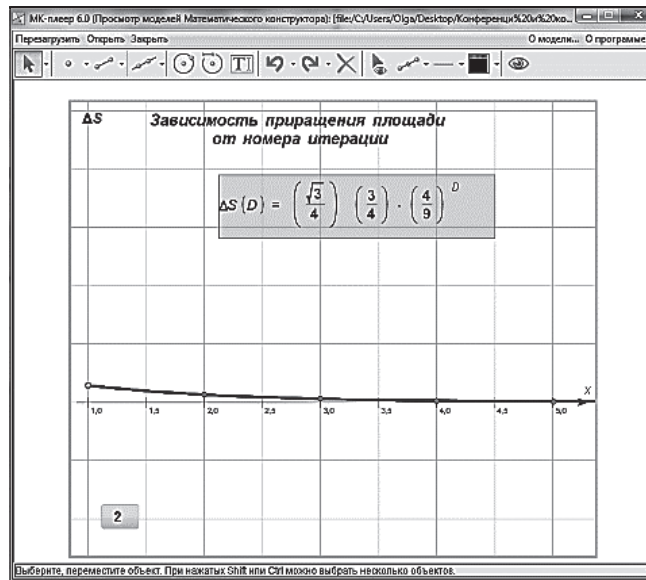 МК-плеер 6.0 (Просмотр моделей Математического конструктора): [file:/C:/Users/Olga/Desktop/Конференци%20и%20ко...
Перезагрузить Открыть Закрыть О модели... О программе
ΔS Зависимость приращения площади
от номера итерации
ΔS(D) = (√3/4) (3/4) · (4/9)^D
X
1,0 1,5 2,0 2,5 3,0 3,5 4,0 4,5 5,0
2
Выберите, переместите объект. При нажатых Shift или Ctrl можно выбрать несколько объектов.